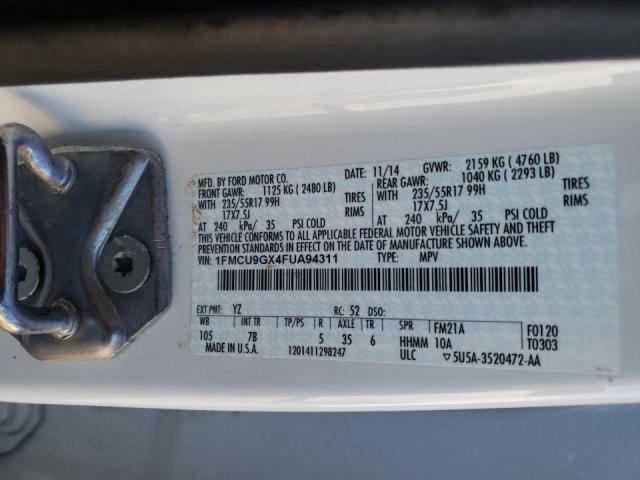 MFD. BY FORD MOTOR CO.
DATE: 11/14 GVWR: 2159 KG ( 4760 LB)
FRONT GAWR: 1125 KG ( 2480 LB) REAR GAWR: 1040 KG ( 2293 LB)
WITH 235/55R17 99H TIRES WITH 235/55R17 99H TIRES
17X7.5J RIMS 17X7.5J RIMS
AT 240 kPa/ 35 PSI COLD AT 240 kPa/ 35 PSI COLD
THIS VEHICLE CONFORMS TO ALL APPLICABLE FEDERAL MOTOR VEHICLE SAFETY AND THEFT
PREVENTION STANDARDS IN EFFECT ON THE DATE OF MANUFACTURE SHOWN ABOVE.
VIN: 1FMCU9GX4FUA94311 TYPE: MPV
EXT PNT: YZ RC: 52 DSO:
WB INT TR TP/PS R AXLE TR SPR FM21A F0120
105 7B 5 35 6 HHMM 10A T0303
MADE IN U.S.A. 1201411298247 ULC ▽5U5A-3520472-AA